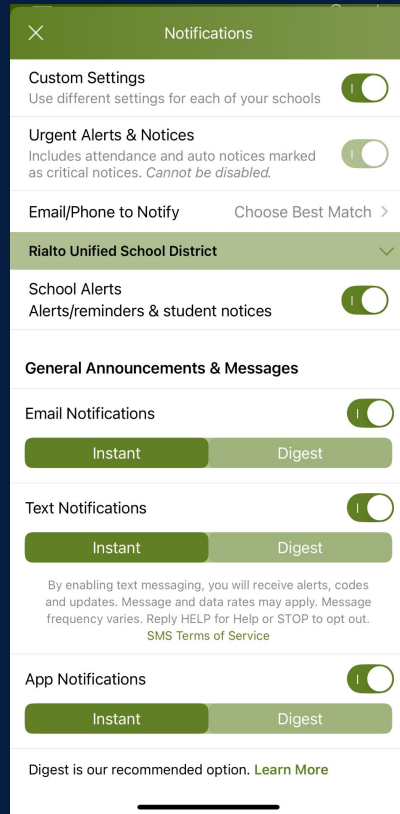 Notifications
Custom Settings
Use different settings for each of your schools
Urgent Alerts & Notices
Includes attendance and auto notices marked
as critical notices. Cannot be disabled.
Email/Phone to Notify Choose Best Match >
Rialto Unified School District
School Alerts
Alerts/reminders & student notices
General Announcements & Messages
Email Notifications
Instant Digest
Text Notifications
Instant Digest
By enabling text messaging, you will receive alerts, codes
and updates. Message and data rates may apply. Message
frequency varies. Reply HELP for Help or STOP to opt out.
SMS Terms of Service
App Notifications
Instant Digest
Digest is our recommended option. Learn More